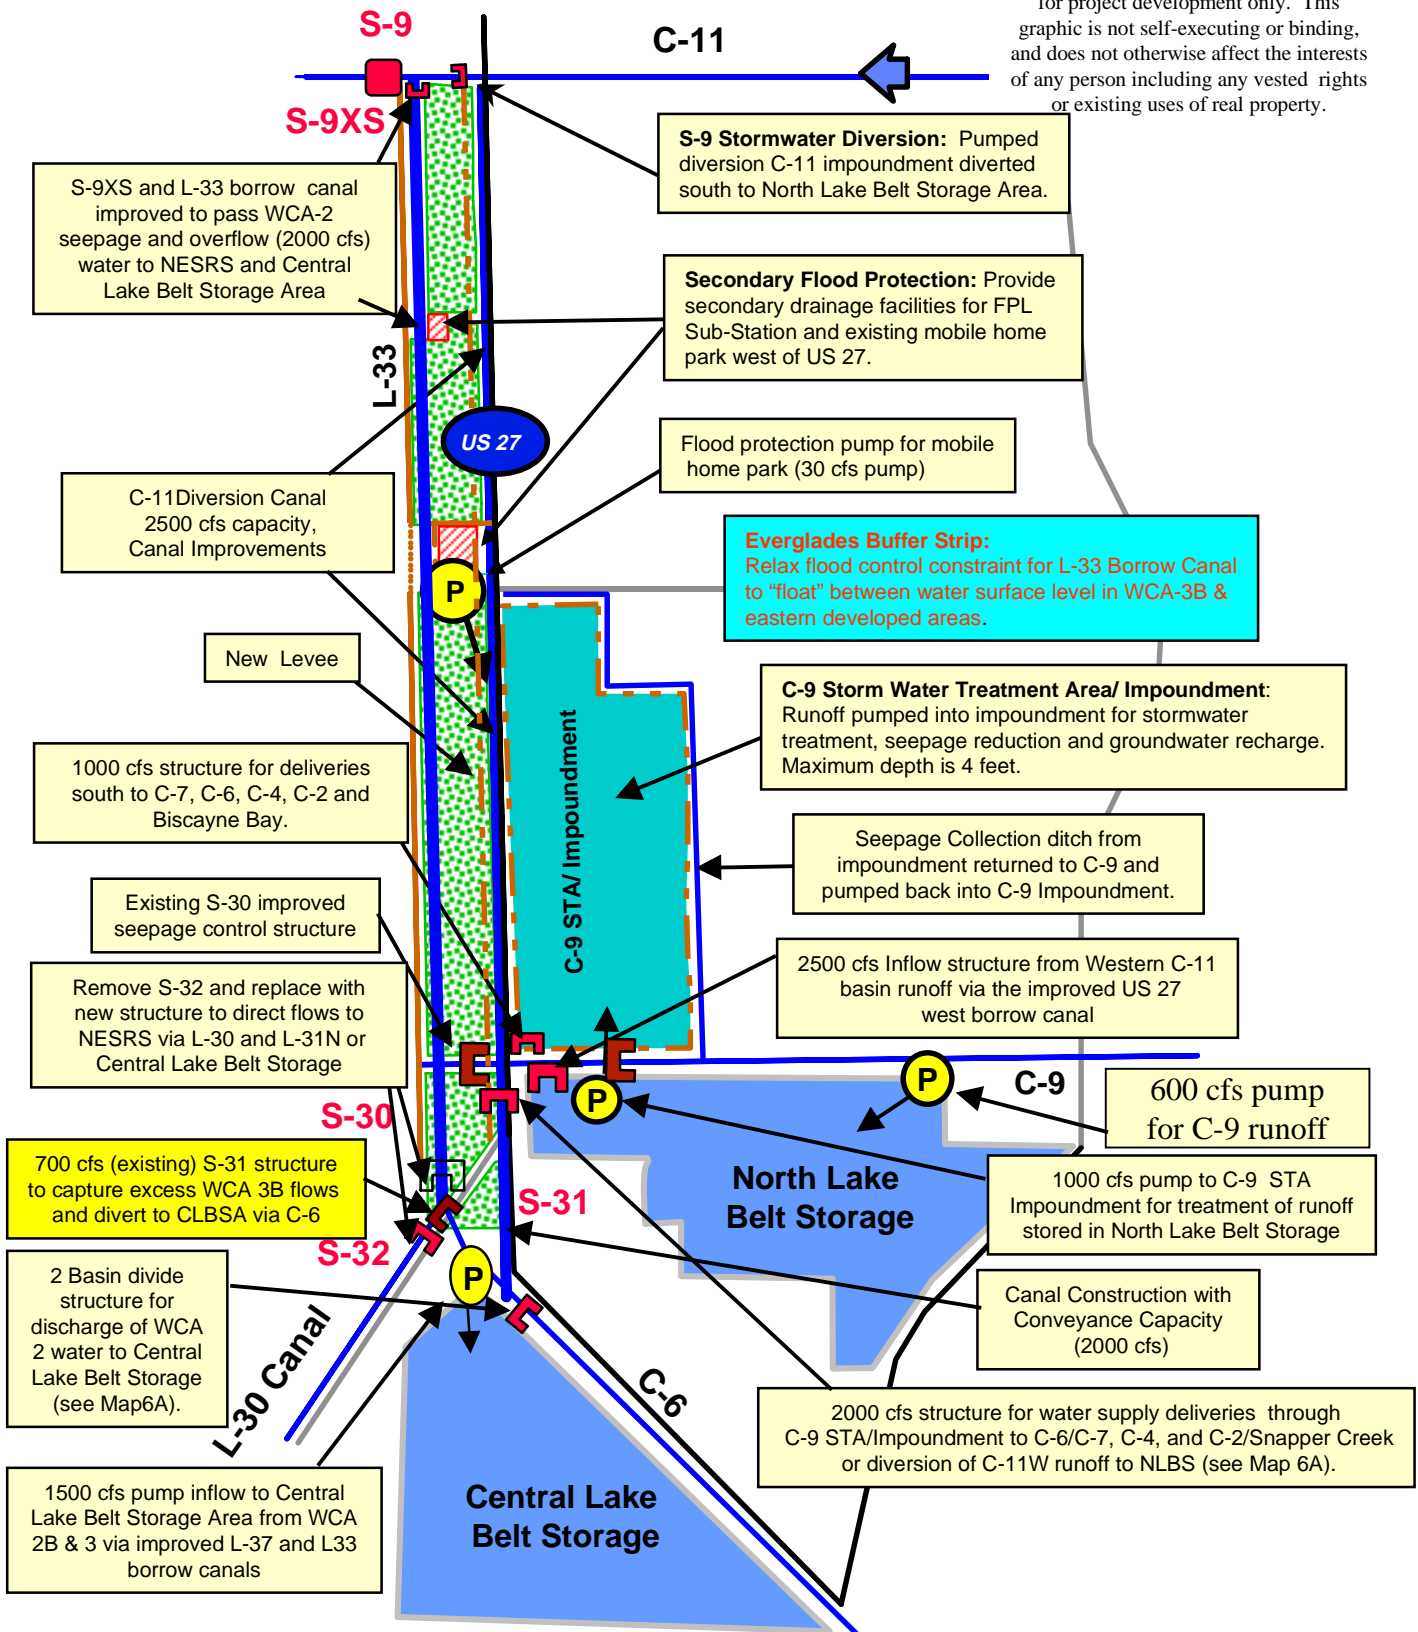 for project development only. This
graphic is not self-executing or binding,
and does not otherwise affect the interests
of any person including any vested rights
or existing uses of real property.
S-9
C-11
S-9XS
S-9 Stormwater Diversion: Pumped
diversion C-11 impoundment diverted
south to North Lake Belt Storage Area.
S-9XS and L-33 borrow canal
improved to pass WCA-2
seepage and overflow (2000 cfs)
water to NESRS and Central
Lake Belt Storage Area
Secondary Flood Protection: Provide
secondary drainage facilities for FPL
Sub-Station and existing mobile home
park west of US 27.
L-33
US 27
Flood protection pump for mobile
home park (30 cfs pump)
C-11Diversion Canal
2500 cfs capacity,
Canal Improvements
Everglades Buffer Strip:
Relax flood control constraint for L-33 Borrow Canal
to “float” between water surface level in WCA-3B &
eastern developed areas.
P
New Levee
C-9 Storm Water Treatment Area/ Impoundment:
Runoff pumped into impoundment for stormwater
treatment, seepage reduction and groundwater recharge.
Maximum depth is 4 feet.
C-9 STA/ Impoundment
1000 cfs structure for deliveries
south to C-7, C-6, C-4, C-2 and
Biscayne Bay.
Seepage Collection ditch from
impoundment returned to C-9 and
pumped back into C-9 Impoundment.
Existing S-30 improved
seepage control structure
2500 cfs Inflow structure from Western C-11
basin runoff via the improved US 27
west borrow canal
Remove S-32 and replace with
new structure to direct flows to
NESRS via L-30 and L-31N or
Central Lake Belt Storage
P
P
C-9
600 cfs pump
for C-9 runoff
S-30
700 cfs (existing) S-31 structure
to capture excess WCA 3B flows
and divert to CLBSA via C-6
North Lake
Belt Storage
1000 cfs pump to C-9 STA
Impoundment for treatment of runoff
stored in North Lake Belt Storage
S-31
S-32
P
2 Basin divide
structure for
discharge of WCA
2 water to Central
Lake Belt Storage
(see Map6A).
Canal Construction with
Conveyance Capacity
(2000 cfs)
L-30 Canal
C-6
2000 cfs structure for water supply deliveries through
C-9 STA/Impoundment to C-6/C-7, C-4, and C-2/Snapper Creek
or diversion of C-11W runoff to NLBS (see Map 6A).
1500 cfs pump inflow to Central
Lake Belt Storage Area from WCA
2B & 3 via improved L-37 and L33
borrow canals
Central Lake
Belt Storage